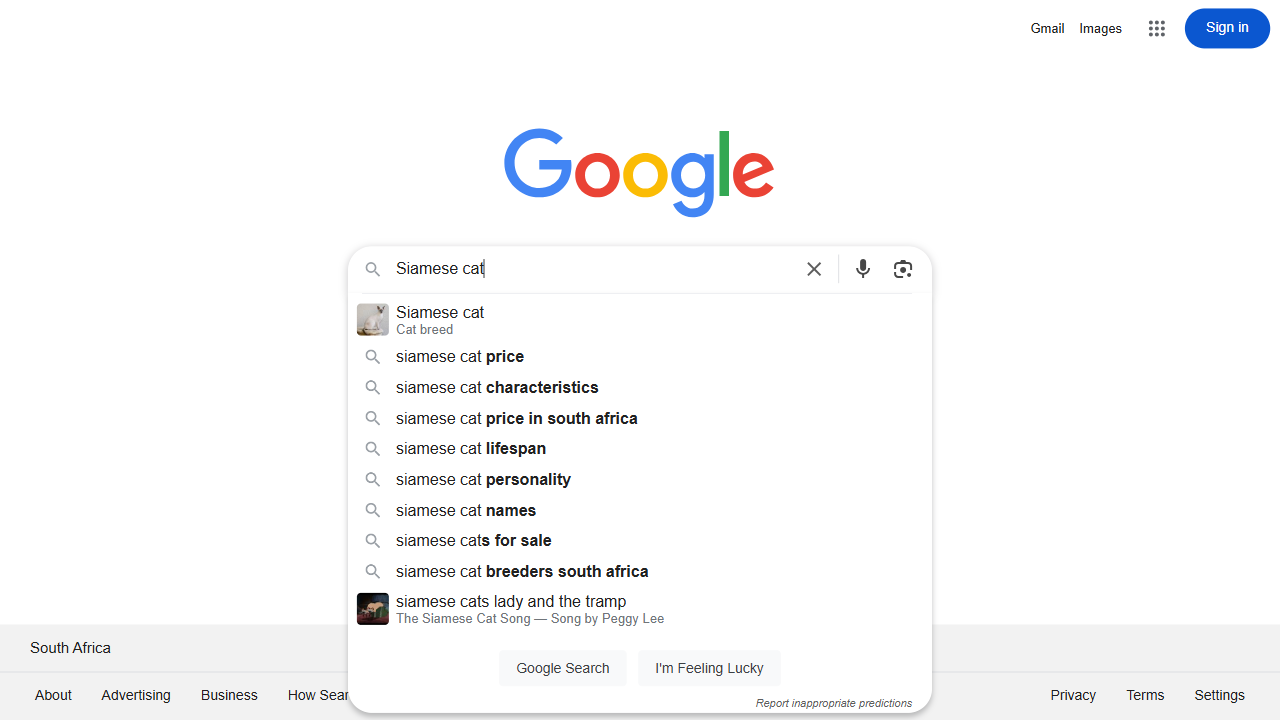 Gmail Images Sign in
Google
Siamese cat
Siamese cat
Cat breed
siamese cat price
siamese cat characteristics
siamese cat price in south africa
siamese cat lifespan
siamese cat personality
siamese cat names
siamese cats for sale
siamese cat breeders south africa
siamese cats lady and the tramp
The Siamese Cat Song — Song by Peggy Lee
South Africa
Google Search I'm Feeling Lucky
About Advertising Business How Sear Privacy Terms Settings
Report inappropriate predictions